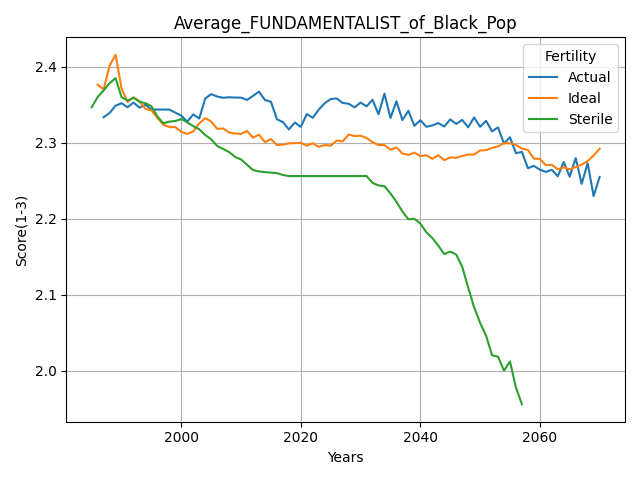 Average_FUNDAMENTALIST_of_Black_Pop
Fertility
Actual
Ideal
Sterile
Score(1-3)
2.4
2.3
2.2
2.1
2.0
2000
2020
2040
2060
Years